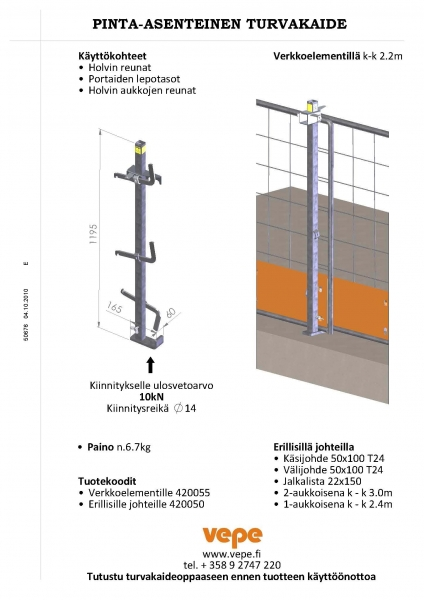 PINTA-ASENTEINEN TURVAKAIDE
Käyttökohteet
• Holvin reunat
• Portaiden lepotasot
• Holvin aukkojen reunat
Verkkoelementillä k-k 2.2m
1195
165
60
60676 04.10.2010 E
Kiinnitykselle ulosvetoarvo
10kN
Kiinnitysreikä ∅14
• Paino n.6.7kg
Tuotekoodit
• Verkkoelementille 420055
• Erillisille johteille 420050
Erillisillä johteilla
• Käsijohde 50x100 T24
• Välijohde 50x100 T24
• Jalkalista 22x150
• 2-aukkoisena k - k 3.0m
• 1-aukkoisena k - k 2.4m
vepe
www.vepe.fi
tel. + 358 9 2747 220
Tutustu turvakaideoppaaseen ennen tuotteen käyttöönottoa